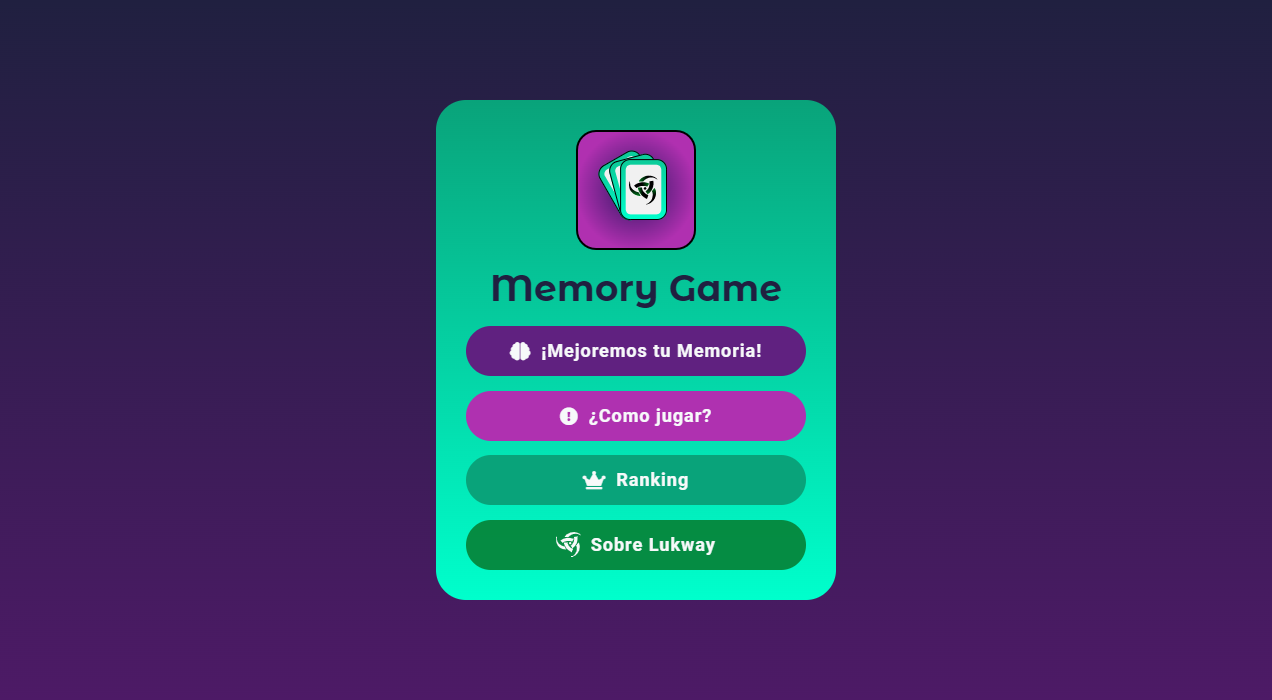 Memory Game
¡Mejoremos tu Memoria!
¿Como jugar?
Ranking
Sobre Lukway